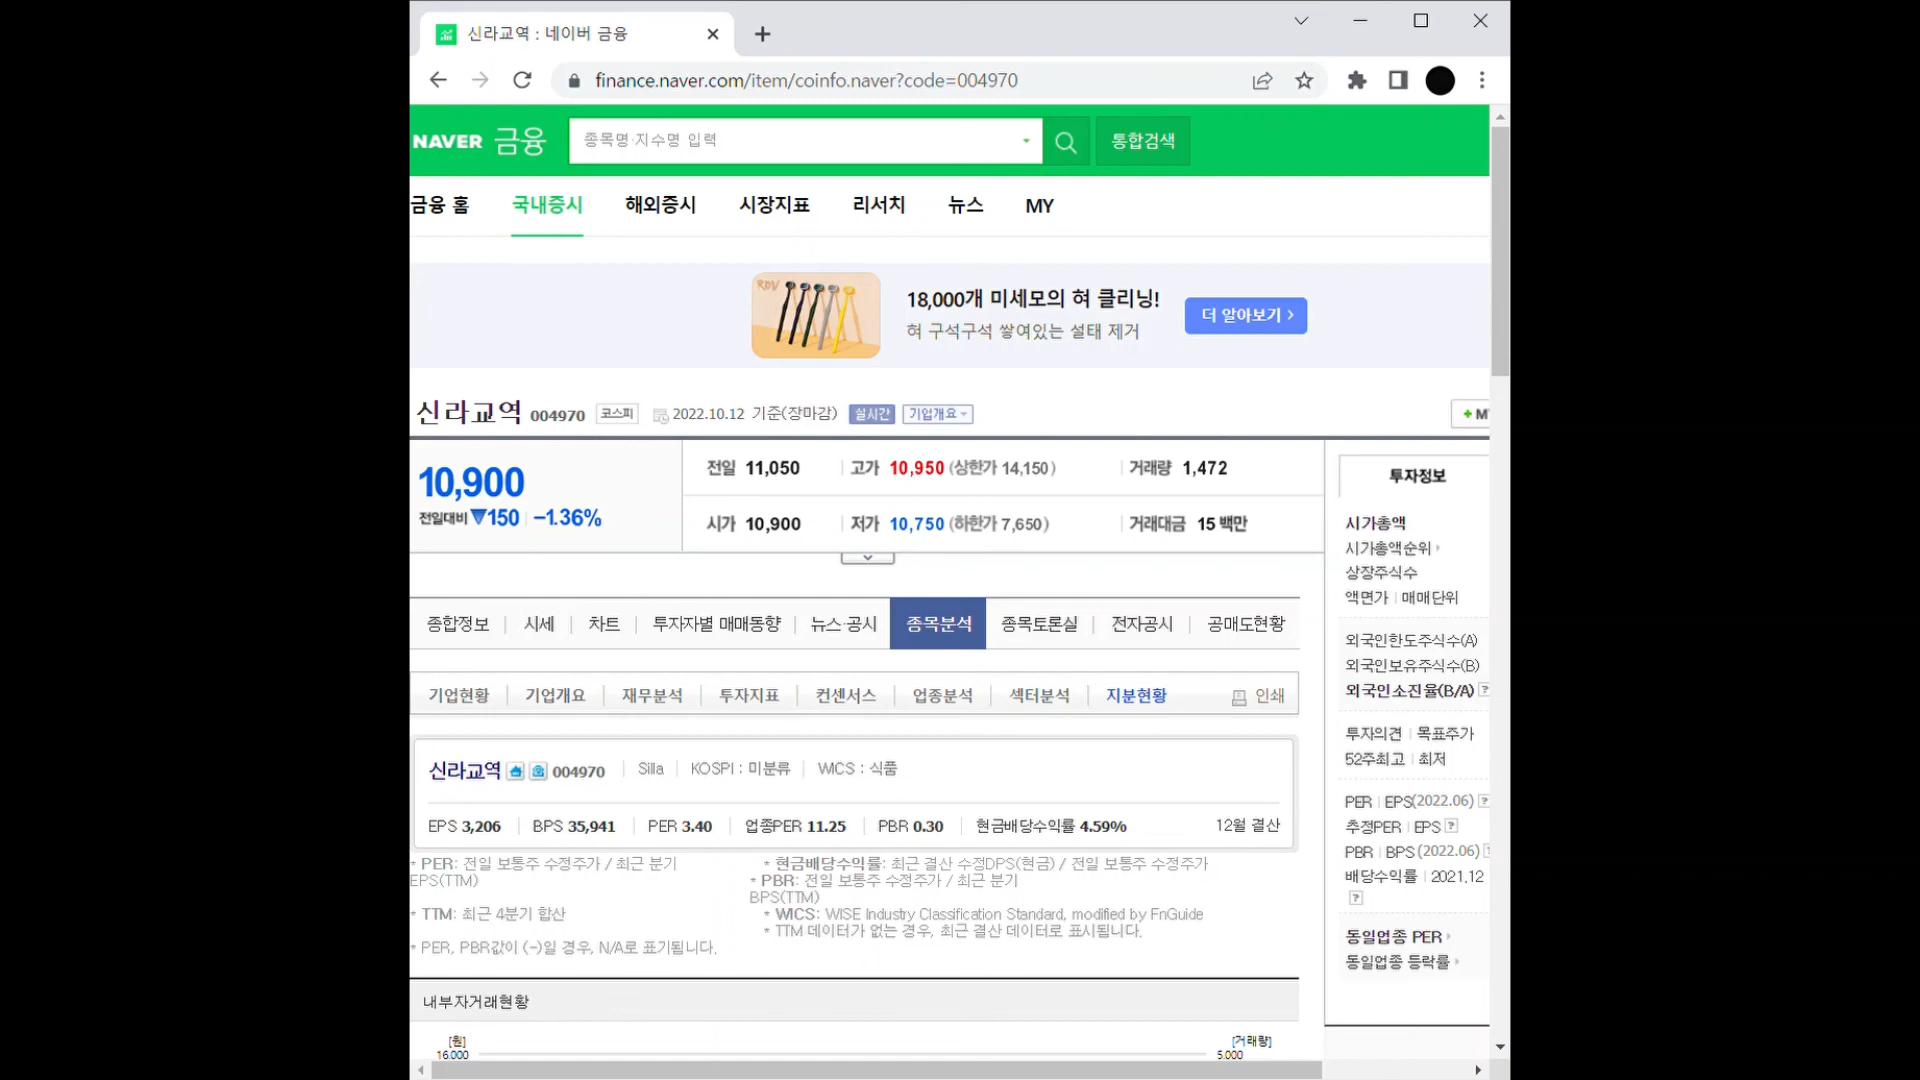 신라교역 : 네이버 금융
finance.naver.com/item/coinfo.naver?code=004970
NAVER 금융 종목명·지수명 입력 통합검색
금융 홈 국내증시 해외증시 시장지표 리서치 뉴스 MY
RDV
18,000개 미세모의 혀 클리닝!
혀 구석구석 쌓여있는 설태 제거
더 알아보기
신라교역 004970 코스피 2022.10.12 기준(장마감) 실시간 기업개요
10,900
전일대비 ▼150 -1.36%
전일 11,050 고가 10,950 (상한가 14,150) 거래량 1,472
시가 10,900 저가 10,750 (하한가 7,650) 거래대금 15 백만
종합정보 시세 차트 투자자별 매매동향 뉴스·공시 종목분석 종목토론실 전자공시 공매도현황
기업현황 기업개요 재무분석 투자지표 컨센서스 업종분석 섹터분석 지분현황 인쇄
신라교역 004970 Silla KOSPI : 미분류 WICS : 식품
EPS 3,206 BPS 35,941 PER 3.40 업종PER 11.25 PBR 0.30 현금배당수익률 4.59% 12월 결산
* PER: 전일 보통주 수정주가 / 최근 분기
EPS(TTM)
* TTM: 최근 4분기 합산
* PER, PBR값이 (-)일 경우, N/A로 표기됩니다.
* 현금배당수익률: 최근 결산 수정DPS(현금) / 전일 보통주 수정주가
* PBR: 전일 보통주 수정주가 / 최근 분기
BPS(TTM)
* WICS: WISE Industry Classification Standard, modified by FnGuide
* TTM 데이터가 없는 경우, 최근 결산 데이터로 표시됩니다.
내부자거래현황
[원] [거래량]
16,000 5,000
투자정보
시가총액
시가총액순위
상장주식수
액면가 | 매매단위
외국인한도주식수(A)
외국인보유주식수(B)
외국인소진율(B/A) ?
투자의견 | 목표주가
52주최고 | 최저
PER | EPS(2022.06) ?
추정PER | EPS ?
PBR | BPS (2022.06)
배당수익률 | 2021.12
?
동일업종 PER
동일업종 등락률